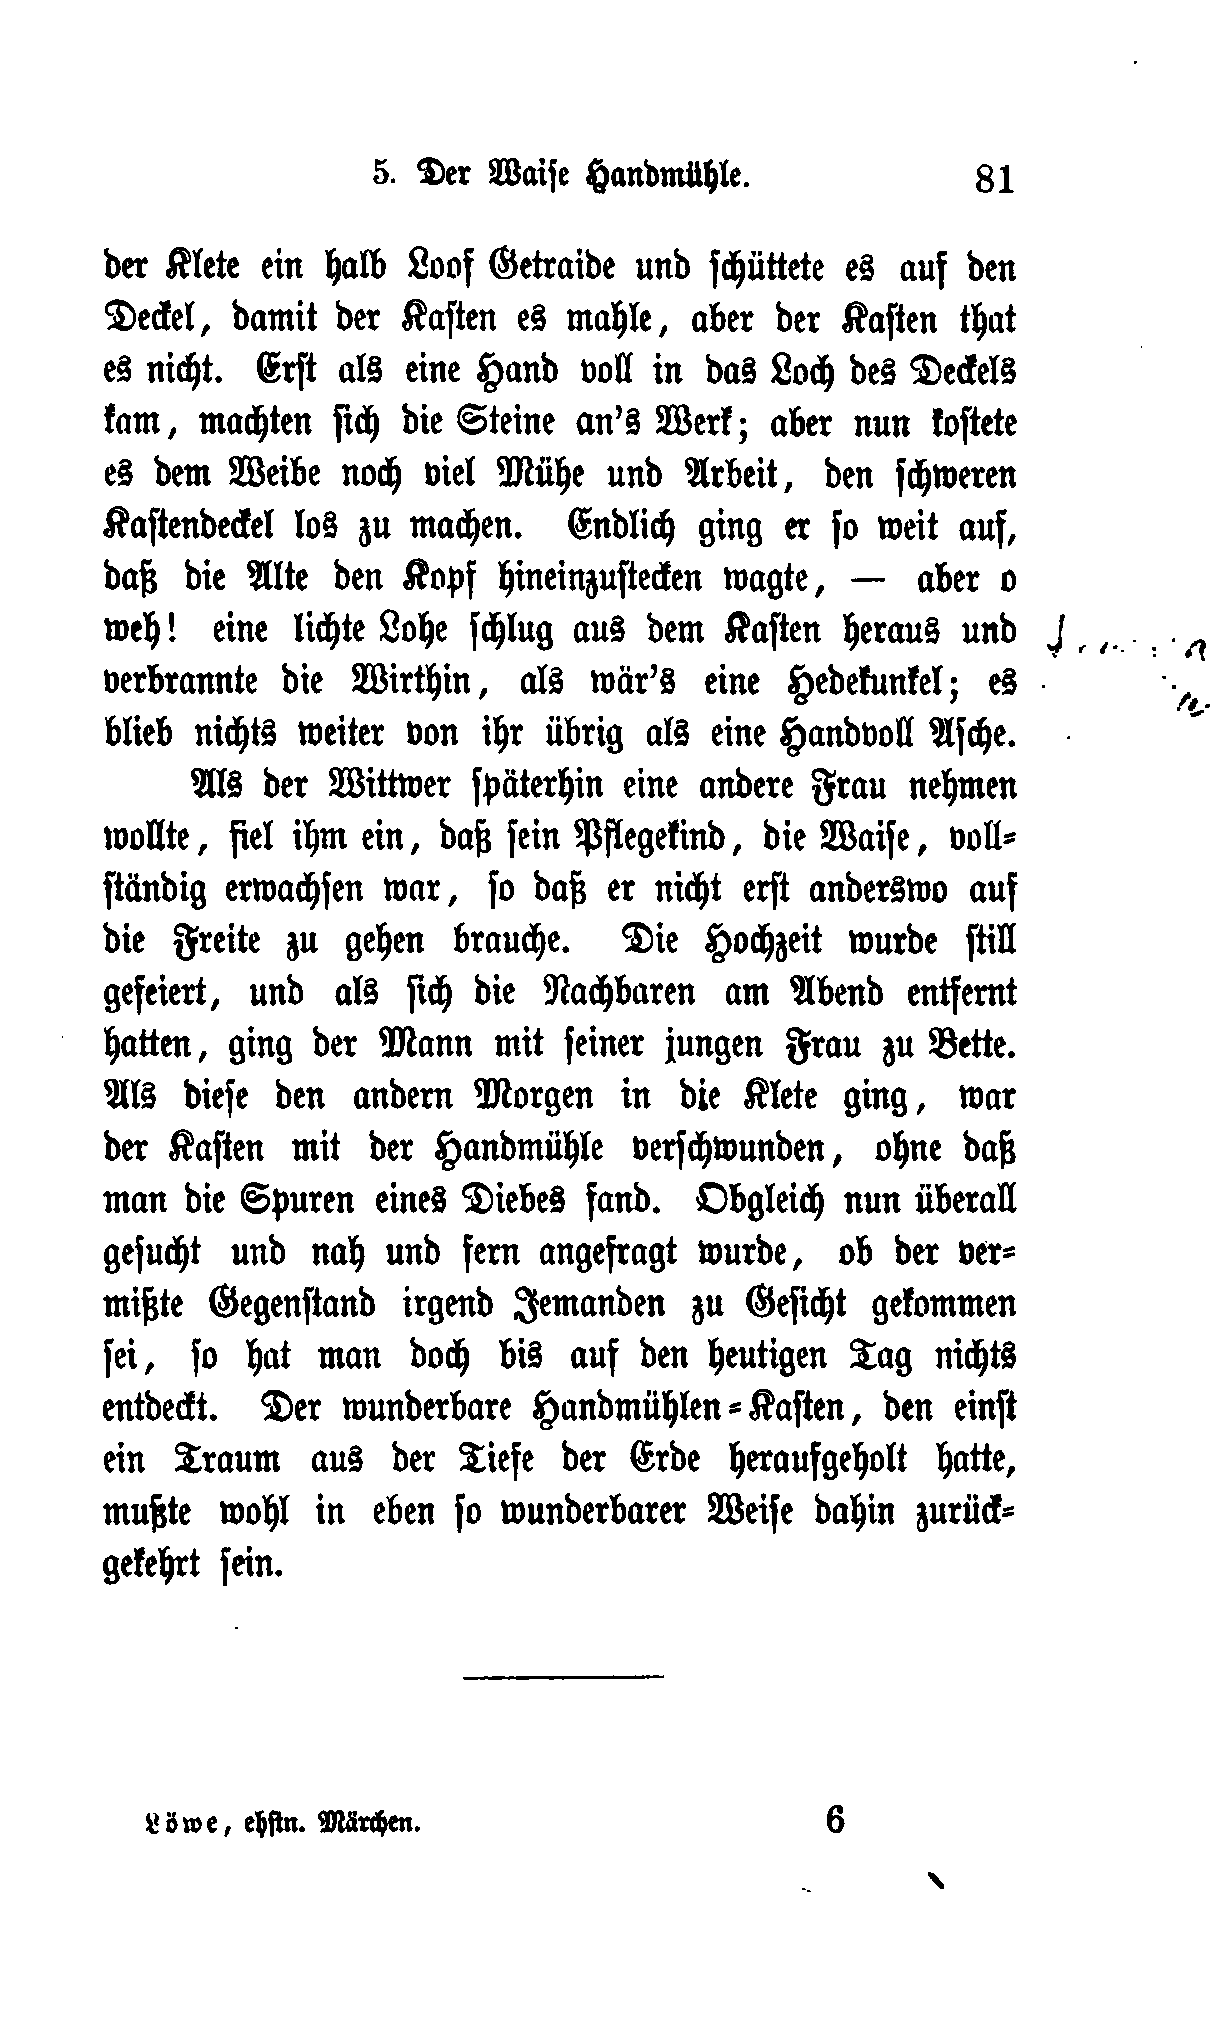 5. Der Waiſe Handmühle. 81
der Klete ein halb Loof Getraide und ſchüttete es auf den
Deckel, damit der Kaſten es mahle, aber der Kaſten that
es nicht. Erſt als eine Hand voll in das Loch des Deckels
kam, machten ſich die Steine an's Werk; aber nun koſtete
es dem Weibe noch viel Mühe und Arbeit, den ſchweren
Kaſtendeckel los zu machen. Endlich ging er ſo weit auf,
daß die Alte den Kopf hineinzuſtecken wagte, — aber o
weh! eine lichte Lohe ſchlug aus dem Kaſten heraus und
verbrannte die Wirthin, als wär's eine Hedekunkel; es
blieb nichts weiter von ihr übrig als eine Handvoll Aſche.
Als der Wittwer ſpäterhin eine andere Frau nehmen
wollte, fiel ihm ein, daß ſein Pflegekind, die Waiſe, voll⸗
ſtändig erwachſen war, ſo daß er nicht erſt anderswo auf
die Freite zu gehen brauche. Die Hochzeit wurde ſtill
gefeiert, und als ſich die Nachbaren am Abend entfernt
hatten, ging der Mann mit ſeiner jungen Frau zu Bette.
Als dieſe den andern Morgen in die Klete ging, war
der Kaſten mit der Handmühle verſchwunden, ohne daß
man die Spuren eines Diebes fand. Obgleich nun überall
geſucht und nah und fern angefragt wurde, ob der ver⸗
mißte Gegenſtand irgend Jemanden zu Geſicht gekommen
ſei, ſo hat man doch bis auf den heutigen Tag nichts
entdeckt. Der wunderbare Handmühlen⸗Kaſten, den einſt
ein Traum aus der Tiefe der Erde heraufgeholt hatte,
mußte wohl in eben ſo wunderbarer Weiſe dahin zurück⸗
gekehrt ſein.
Löwe, ehſtn. Märchen. 6